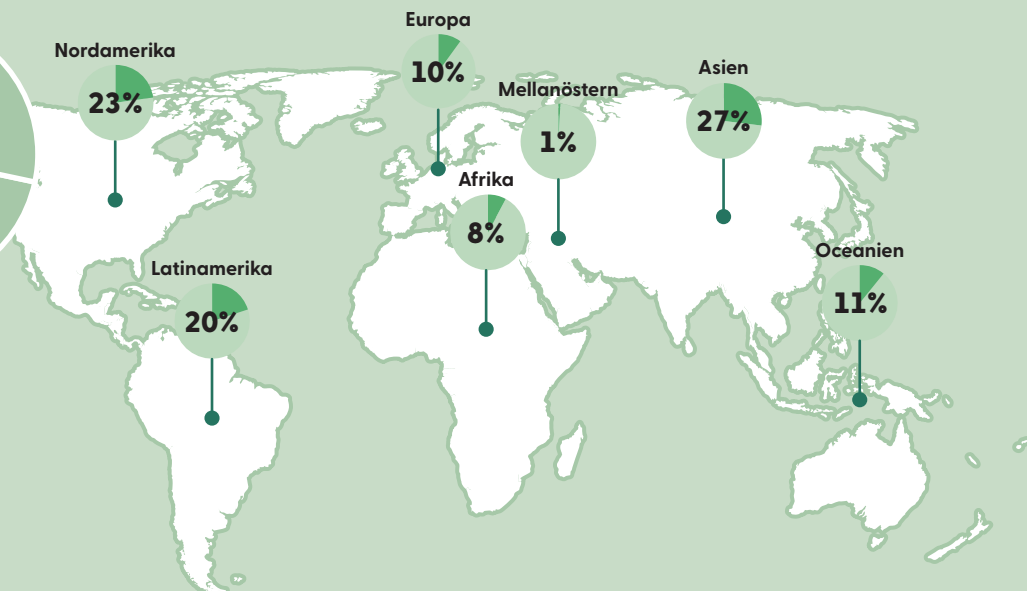 Europa
10%
Nordamerika
23%
Asien
27%
Mellanöstern
1%
Afrika
8%
Oceanien
11%
Latinamerika
20%